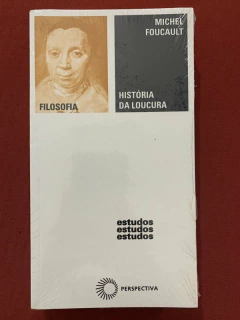 MICHEL
FOUCAULT
FILOSOFIA
HISTÓRIA
DA LOUCURA
estudos
estudos
estudos
PERSPECTIVA